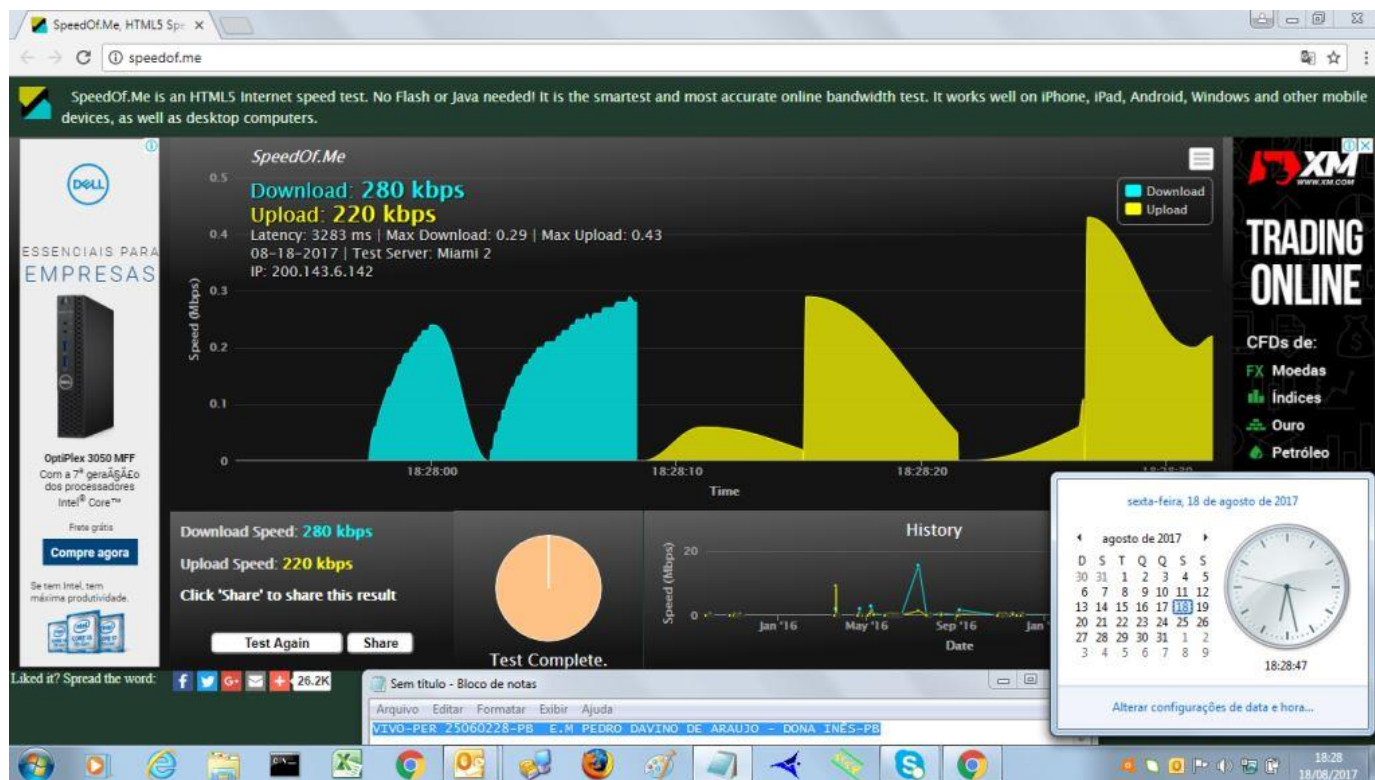 SpeedOf.Me, HTML5 Spe
speedof.me
SpeedOf.Me is an HTML5 Internet speed test. No Flash or Java needed! It is the smartest and most accurate online bandwidth test. It works well on iPhone, iPad, Android, Windows and other mobile
devices, as well as desktop computers.
DELL
ESSENCIAIS PARA
EMPRESAS
OptiPlex 3050 MFF
Com a 7ª geraÃ§Ã£o
dos processadores
Intel® Core™
Frete grátis
Compre agora
Se tem Intel, tem
máxima produtividade.
SpeedOf.Me
Download: 280 kbps
Upload: 220 kbps
Latency: 3283 ms | Max Download: 0.29 | Max Upload: 0.43
08-18-2017 | Test Server: Miami 2
IP: 200.143.6.142
Download
Upload
Speed (Mbps)
0.5
0.4
0.3
0.2
0.1
0
18:28:00
18:28:10
18:28:20
18:28:30
Time
XM
WWW.XM.COM
TRADING
ONLINE
CFDs de:
FX Moedas
Índices
Ouro
Petróleo
Download Speed: 280 kbps
Upload Speed: 220 kbps
Click 'Share' to share this result
Test Again
Share
Test Complete.
History
Speed (Mbps)
20
0
Jan '16
May '16
Sep '16
Jan '
Date
sexta-feira, 18 de agosto de 2017
agosto de 2017
D S T Q Q S S
30 31 1 2 3 4 5
6 7 8 9 10 11 12
13 14 15 16 17 18 19
20 21 22 23 24 25 26
27 28 29 30 31 1 2
3 4 5 6 7 8 9
18:28:47
Alterar configurações de data e hora...
Liked it? Spread the word:
26.2K
Sem título - Bloco de notas
Arquivo Editar Formatar Exibir Ajuda
VIVO-PER 25060228-PB E.M PEDRO DAVINO DE ARAUJO - DONA INÊS-PB
18:28
18/08/2017